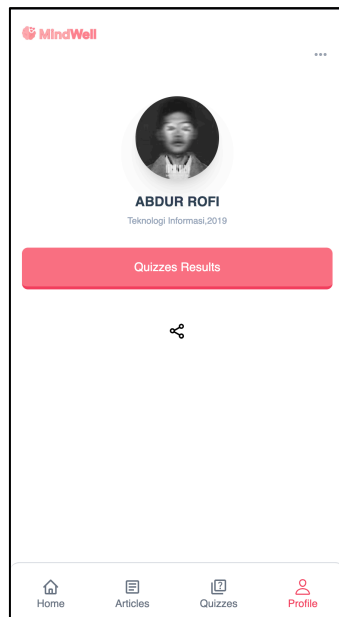 MindWell
ABDUR ROFI
Teknologi Informasi,2019
Quizzes Results
Home Articles Quizzes Profile